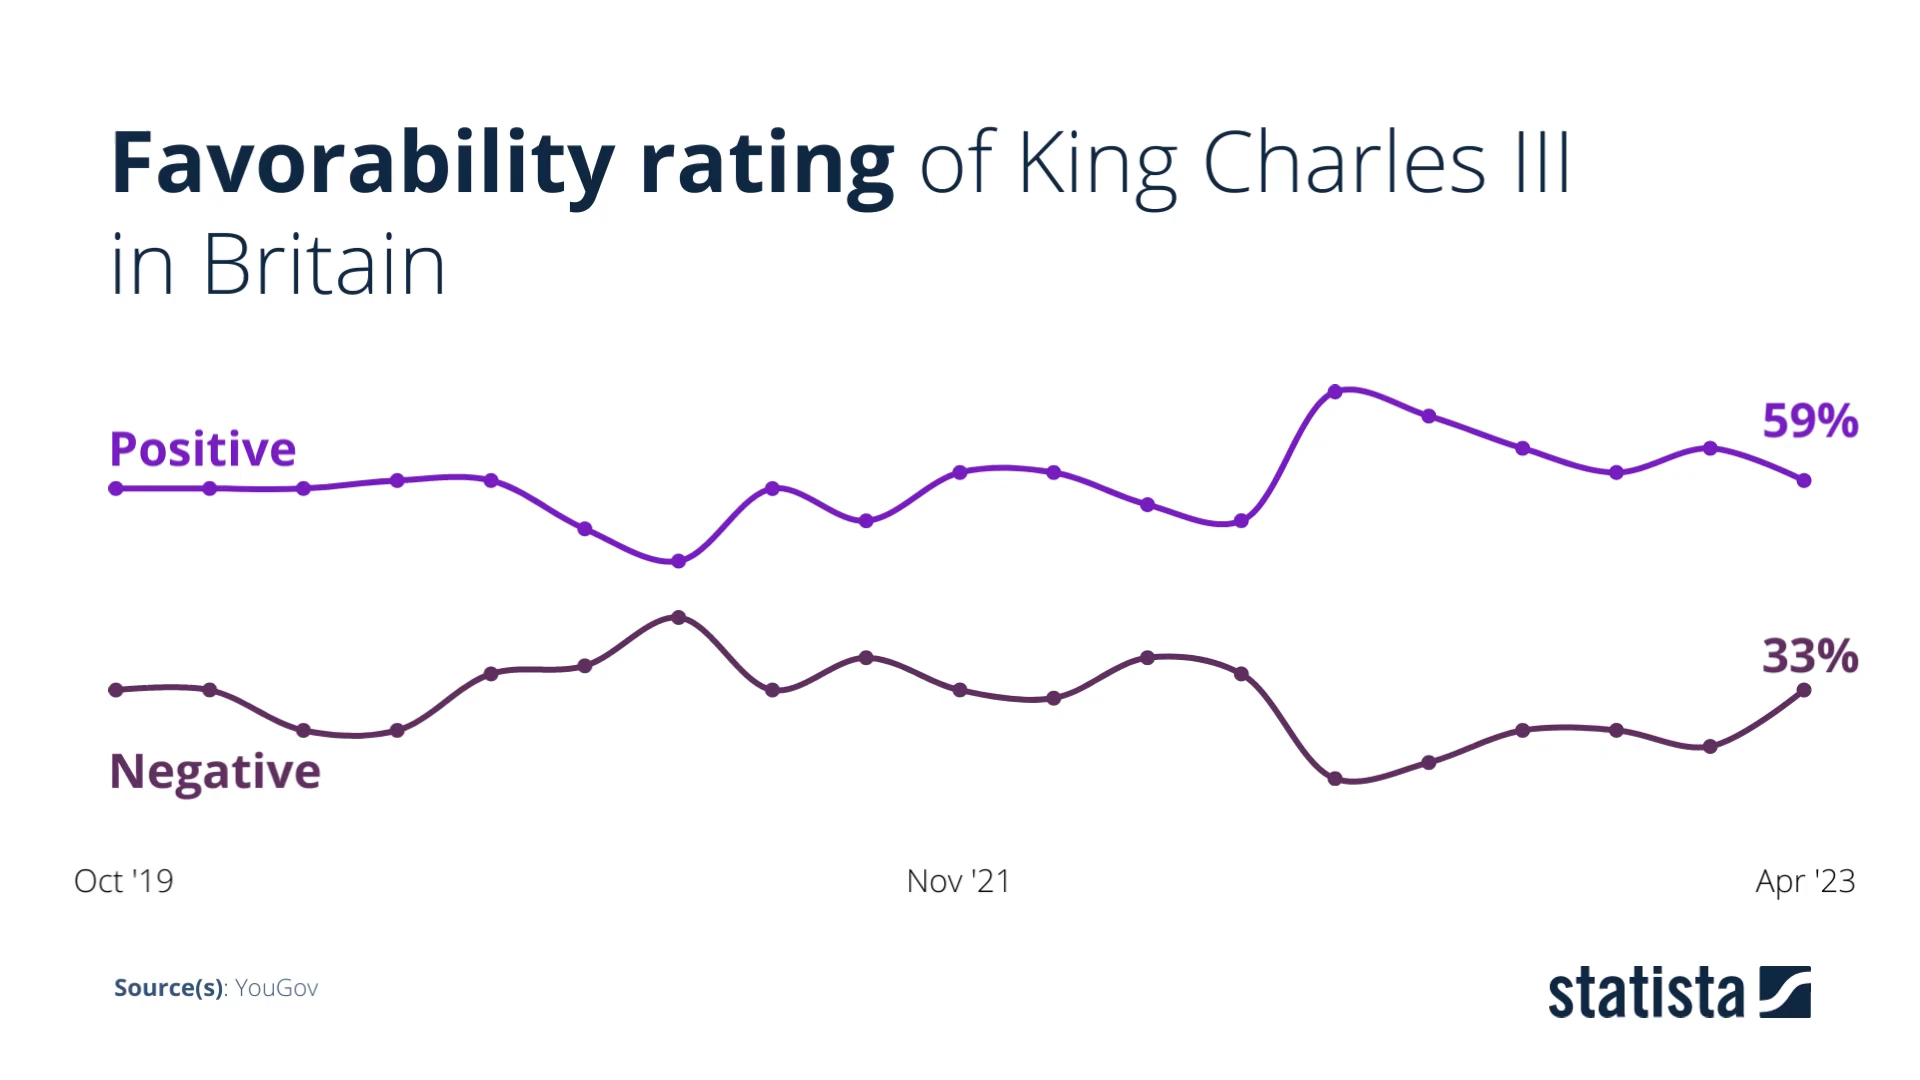 Favorability rating of King Charles III
in Britain
59%
Positive
33%
Negative
Oct '19
Nov '21
Apr '23
Source(s): YouGov
statista